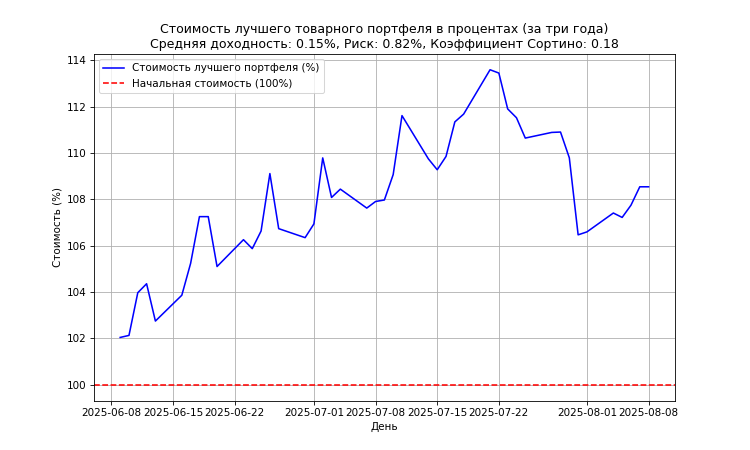 Стоимость лучшего товарного портфеля в процентах (за три года)
Средняя доходность: 0.15%, Риск: 0.82%, Коэффициент Сортино: 0.18
Стоимость лучшего портфеля (%)
Начальная стоимость (100%)
Стоимость (%)
114
112
110
108
106
104
102
100
2025-06-08 2025-06-15 2025-06-22 2025-07-01 2025-07-08 2025-07-15 2025-07-22 2025-08-01 2025-08-08
День